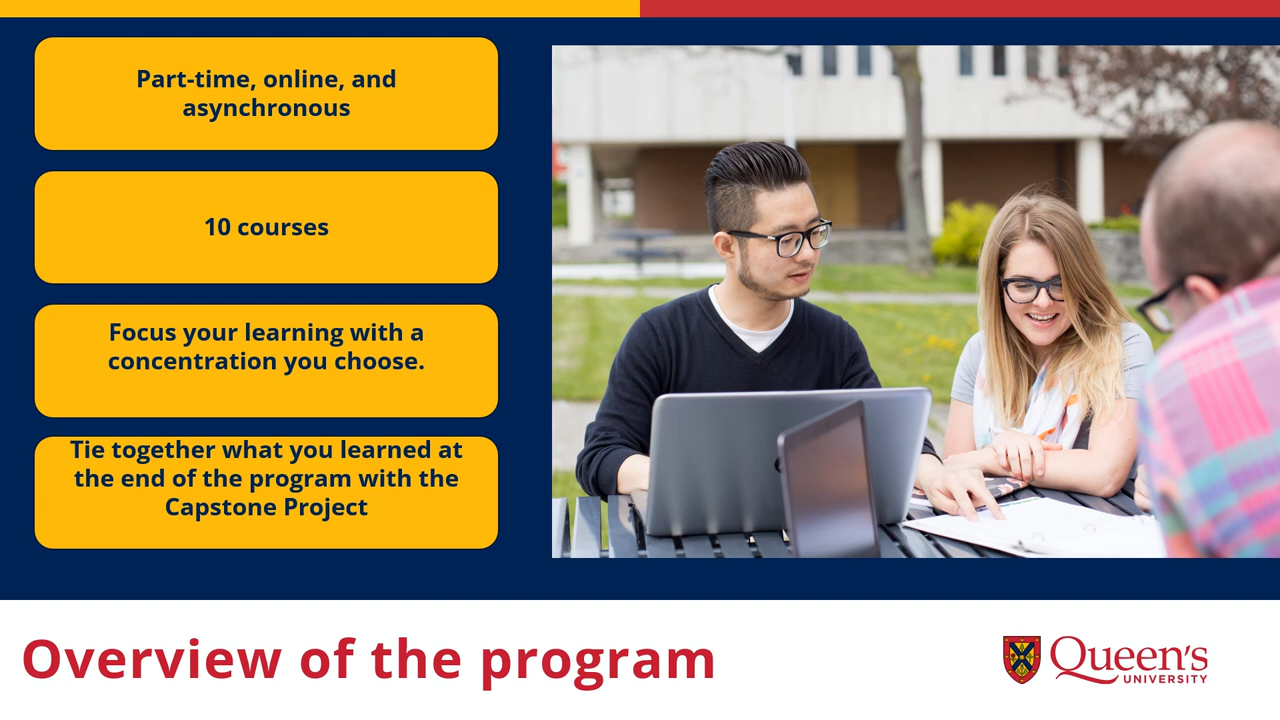 Part-time, online, and
asynchronous
10 courses
Focus your learning with a
concentration you choose.
Tie together what you learned at
the end of the program with the
Capstone Project
Overview of the program
Queen's
UNIVERSITY